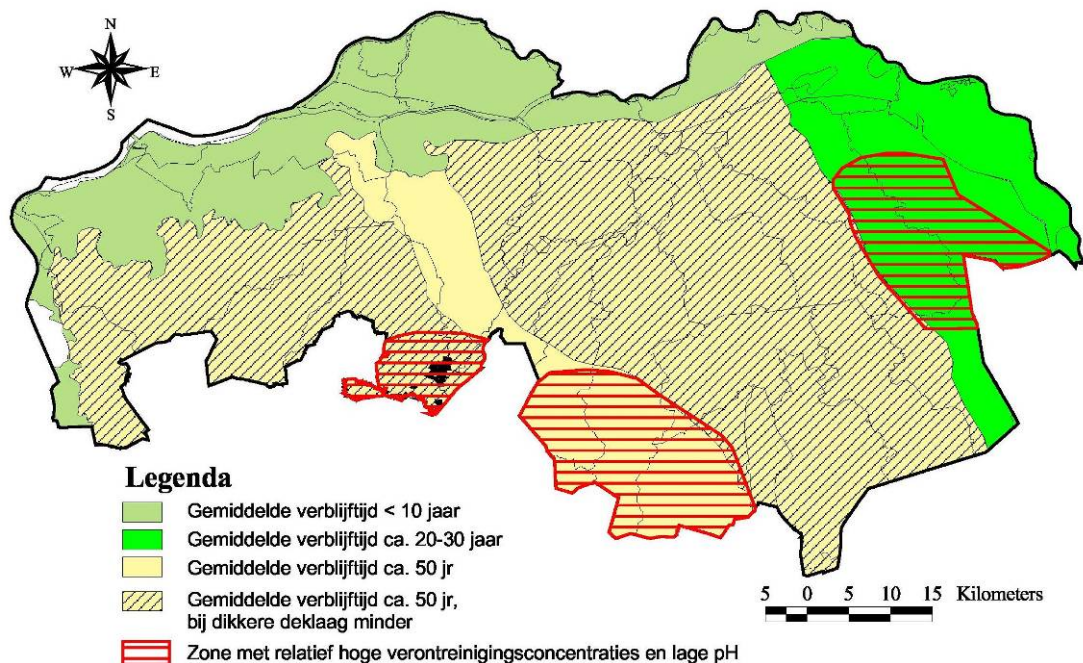 N
W E
S
Legenda
Gemiddelde verblijftijd < 10 jaar
Gemiddelde verblijftijd ca. 20-30 jaar
Gemiddelde verblijftijd ca. 50 jr
Gemiddelde verblijftijd ca. 50 jr,
bij dikkere deklaag minder
Zone met relatief hoge verontreinigingsconcentraties en lage pH
5 0 5 10 15 Kilometers